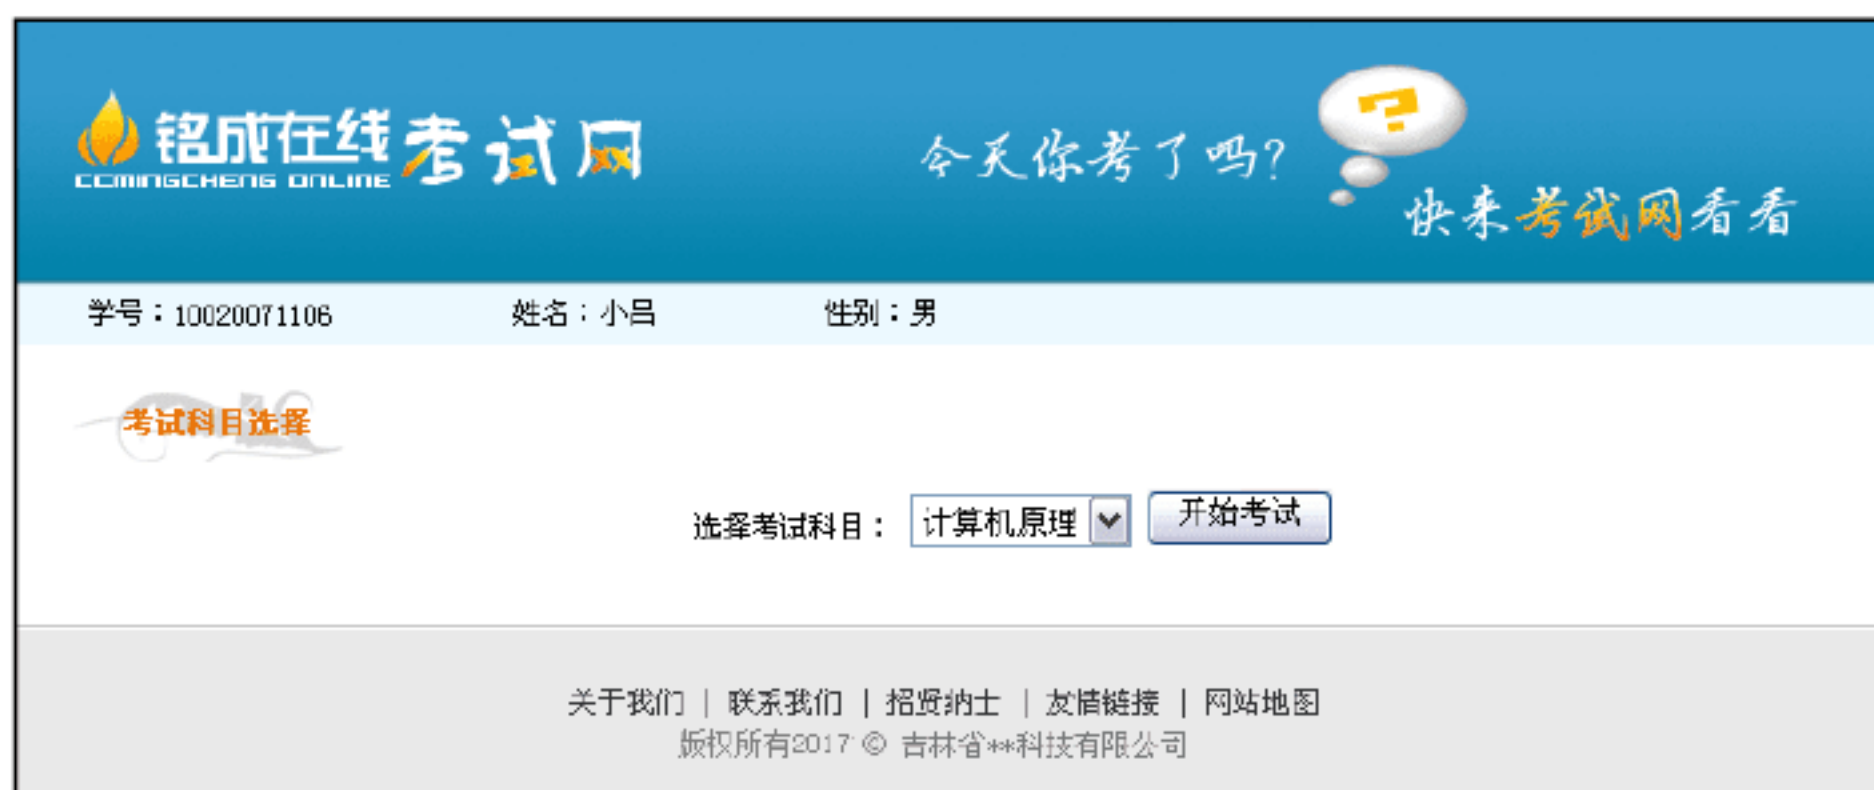 铭成在线考试网
CCMINGCHENG ONLINE
今天你考了吗?
?
快来考试网看看
学号：10020071106 姓名：小吕 性别：男
考试科目选择
选择考试科目： 计算机原理 开始考试
关于我们 | 联系我们 | 招贤纳士 | 友情链接 | 网站地图
版权所有2017 © 吉林省**科技有限公司